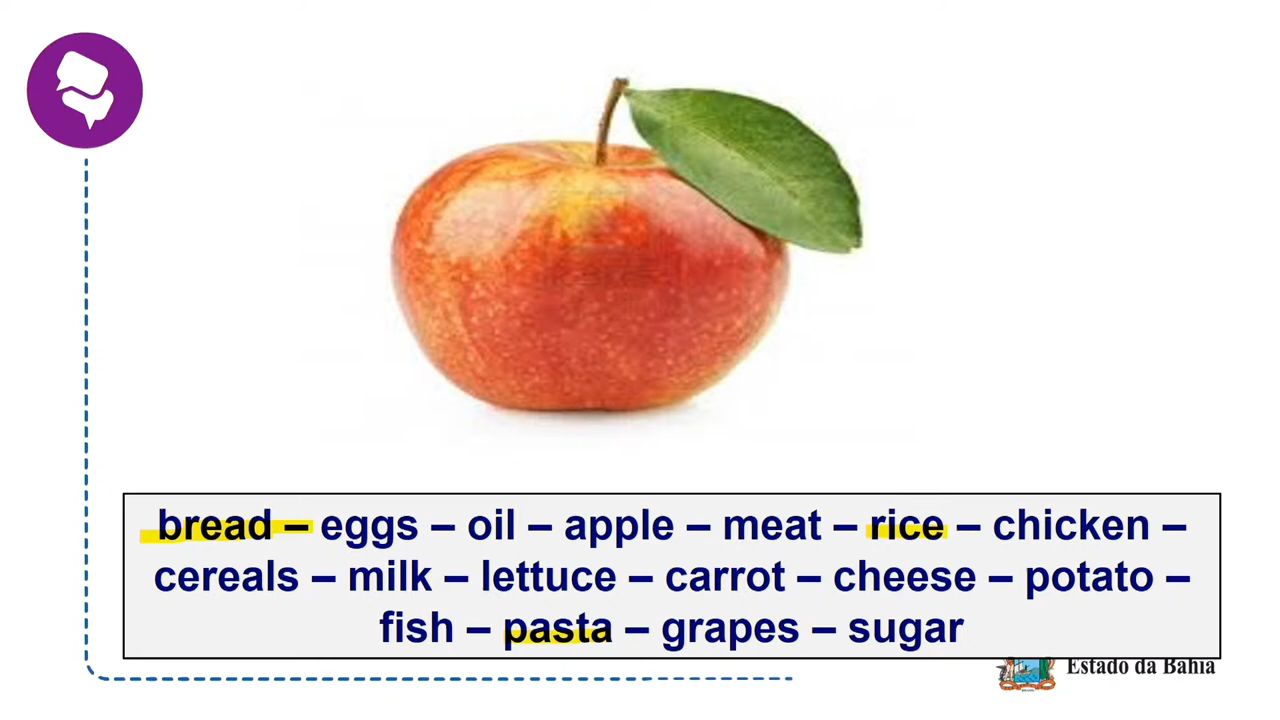 bread – eggs – oil – apple – meat – rice – chicken –
cereals – milk – lettuce – carrot – cheese – potato –
fish – pasta – grapes – sugar
Estado da Bahia